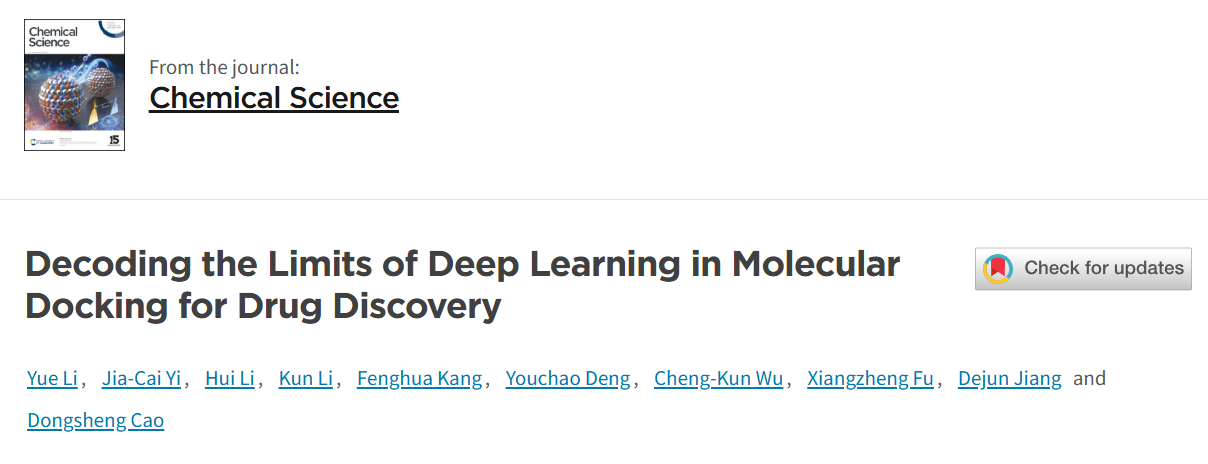 Chemical
Science
From the journal:
Chemical Science
Decoding the Limits of Deep Learning in Molecular
Docking for Drug Discovery
Check for updates
Yue Li, Jia-Cai Yi, Hui Li, Kun Li, Fenghua Kang, Youchao Deng, Cheng-Kun Wu, Xiangzheng Fu, Dejun Jiang and
Dongsheng Cao